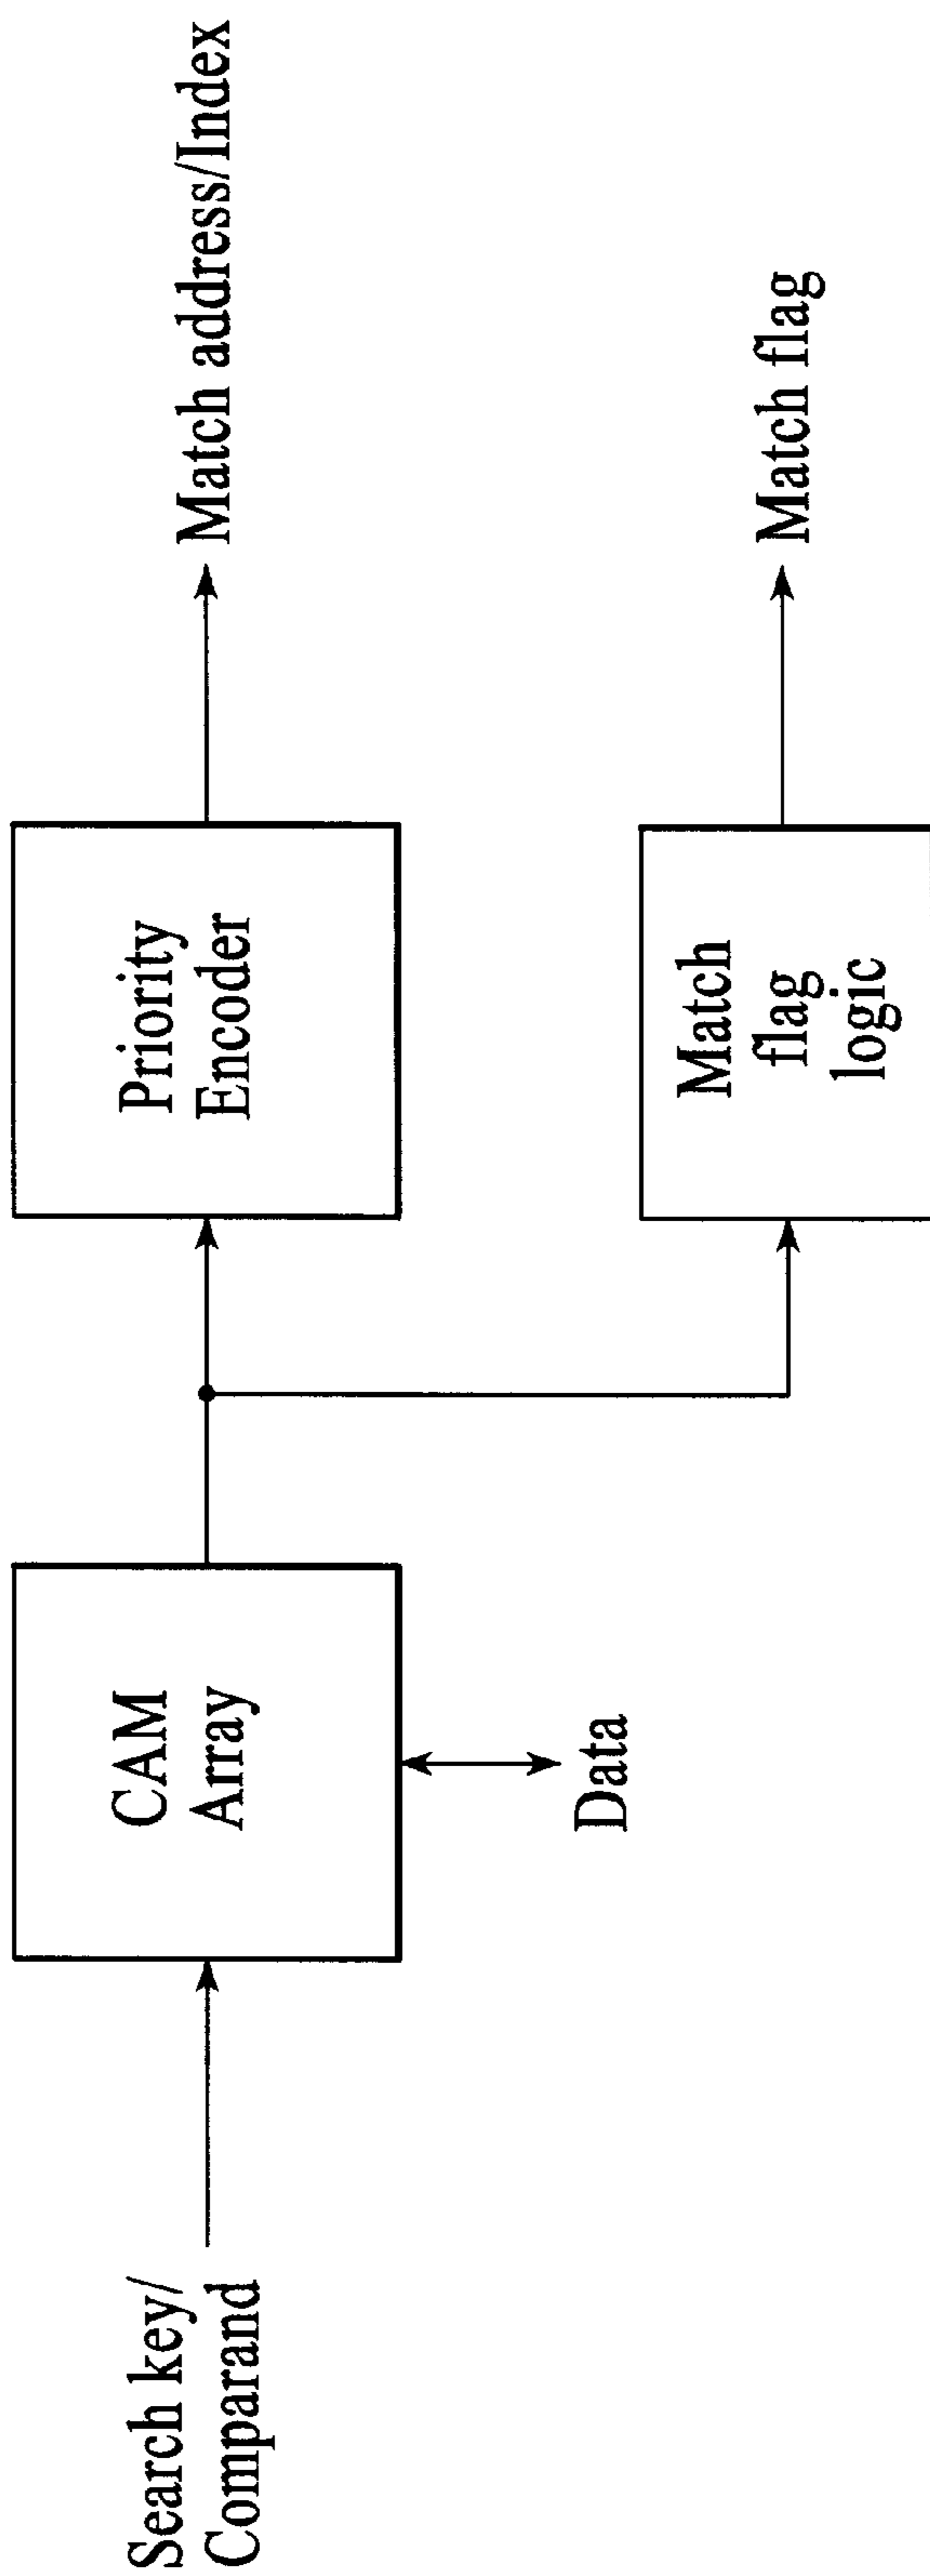 Search key/
Comparand
CAM
Array
Data
Priority
Encoder
Match address/Index
Match
flag
logic
Match flag